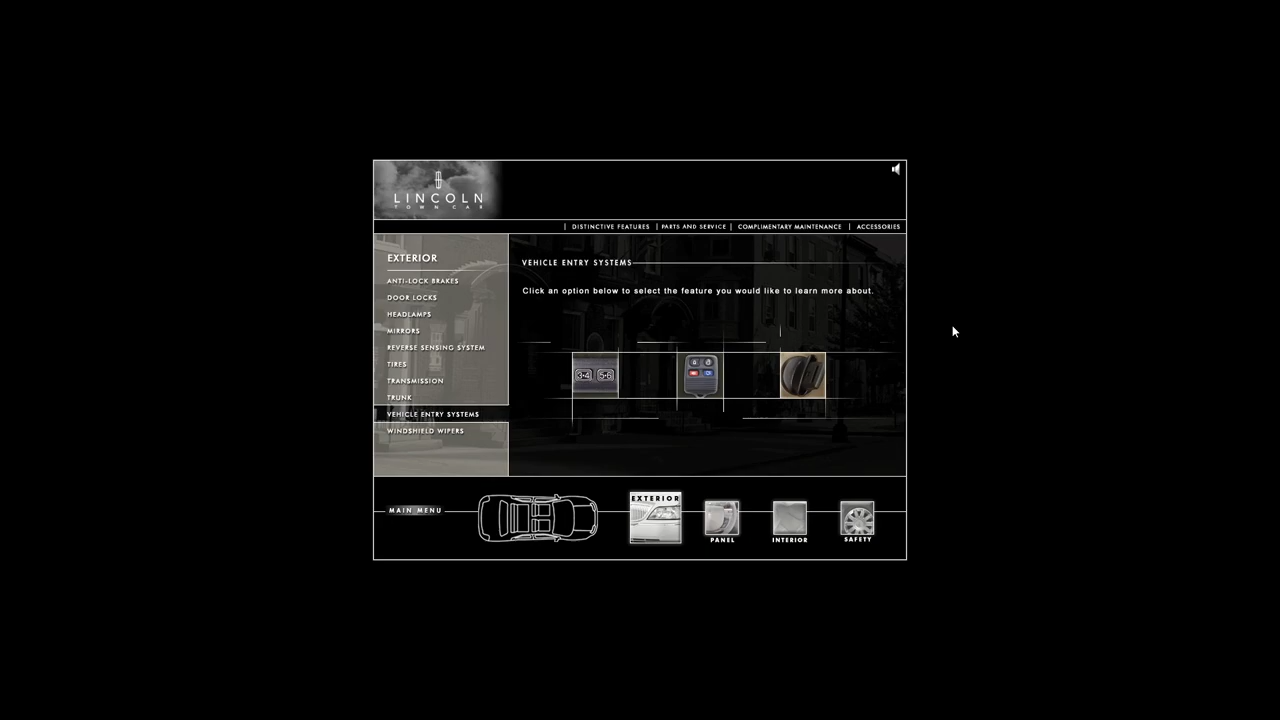 LINCOLN
TOWN CAR
DISTINCTIVE FEATURES | PARTS AND SERVICE | COMPLIMENTARY MAINTENANCE | ACCESSORIES
EXTERIOR
ANTI-LOCK BRAKES
DOOR LOCKS
HEADLAMPS
MIRRORS
REVERSE SENSING SYSTEM
TIRES
TRANSMISSION
TRUNK
VEHICLE ENTRY SYSTEMS
WINDSHIELD WIPERS
VEHICLE ENTRY SYSTEMS
Click an option below to select the feature you would like to learn more about.
3•4 5•6
MAIN MENU
EXTERIOR
PANEL
INTERIOR
SAFETY